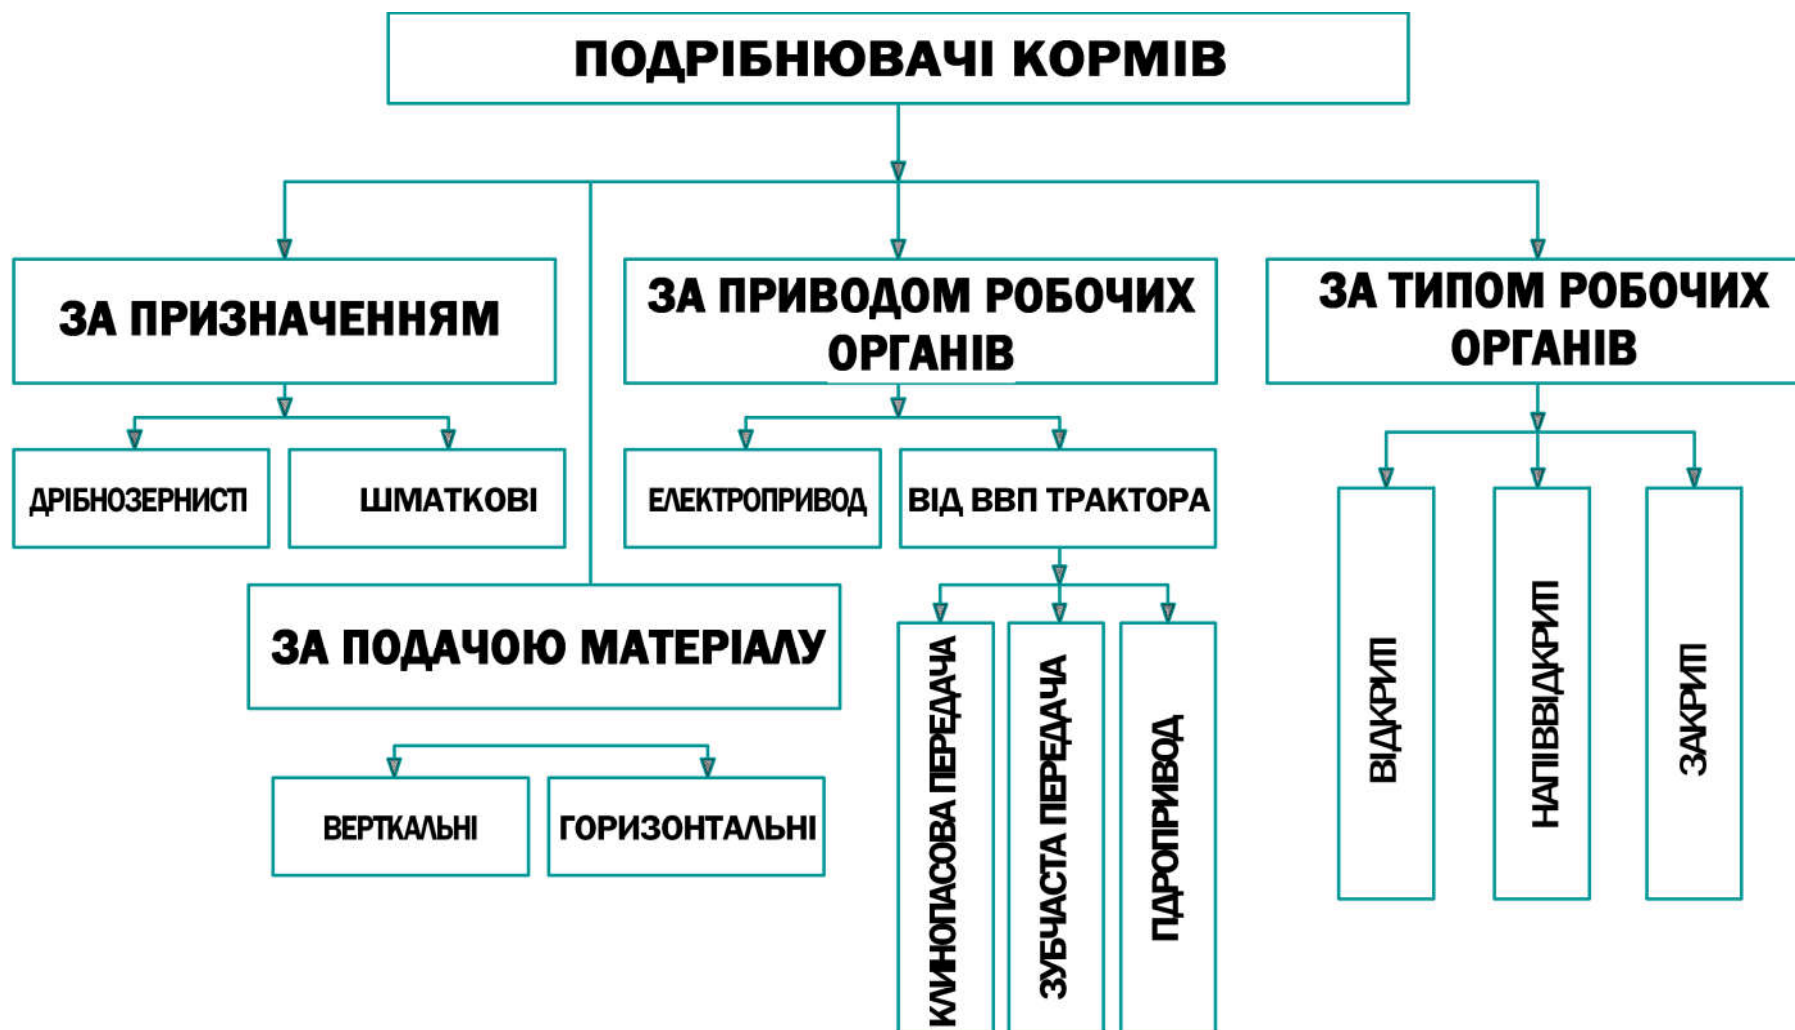 ПОДРІБНЮВАЧІ КОРМІВ
ЗА ПРИЗНАЧЕННЯМ
ЗА ПРИВОДОМ РОБОЧИХ
ОРГАНІВ
ЗА ТИПОМ РОБОЧИХ
ОРГАНІВ
ДРІБНОЗЕРНИСТІ
ШМАТКОВІ
ЕЛЕКТРОПРИВОД
ВІД ВВП ТРАКТОРА
ЗА ПОДАЧОЮ МАТЕРІАЛУ
ВЕРТКАЛЬНІ
ГОРИЗОНТАЛЬНІ
КЛИНОПАСОВА ПЕРЕДАЧА
ЗУБЧАСТА ПЕРЕДАЧА
ГІДРОПРИВОД
ВІДКРИТІ
НАПІВВІДКРИТІ
ЗАКРИТІ